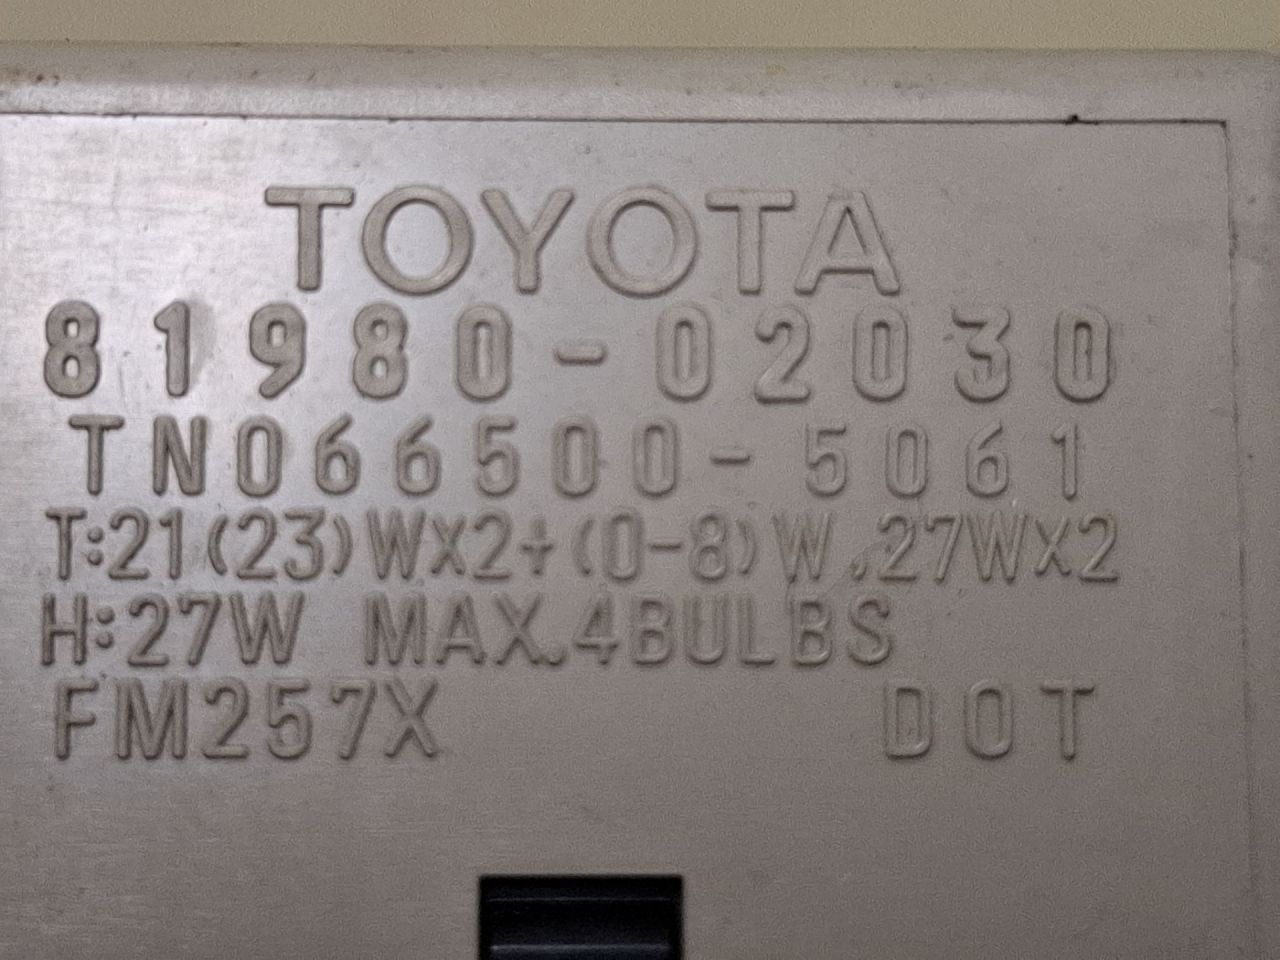 TOYOTA
81980-02030
TN066500-5061
T:21(23)WX2+(0-8)W,27WX2
H:27W MAX.4BULBS
FM257X DOT